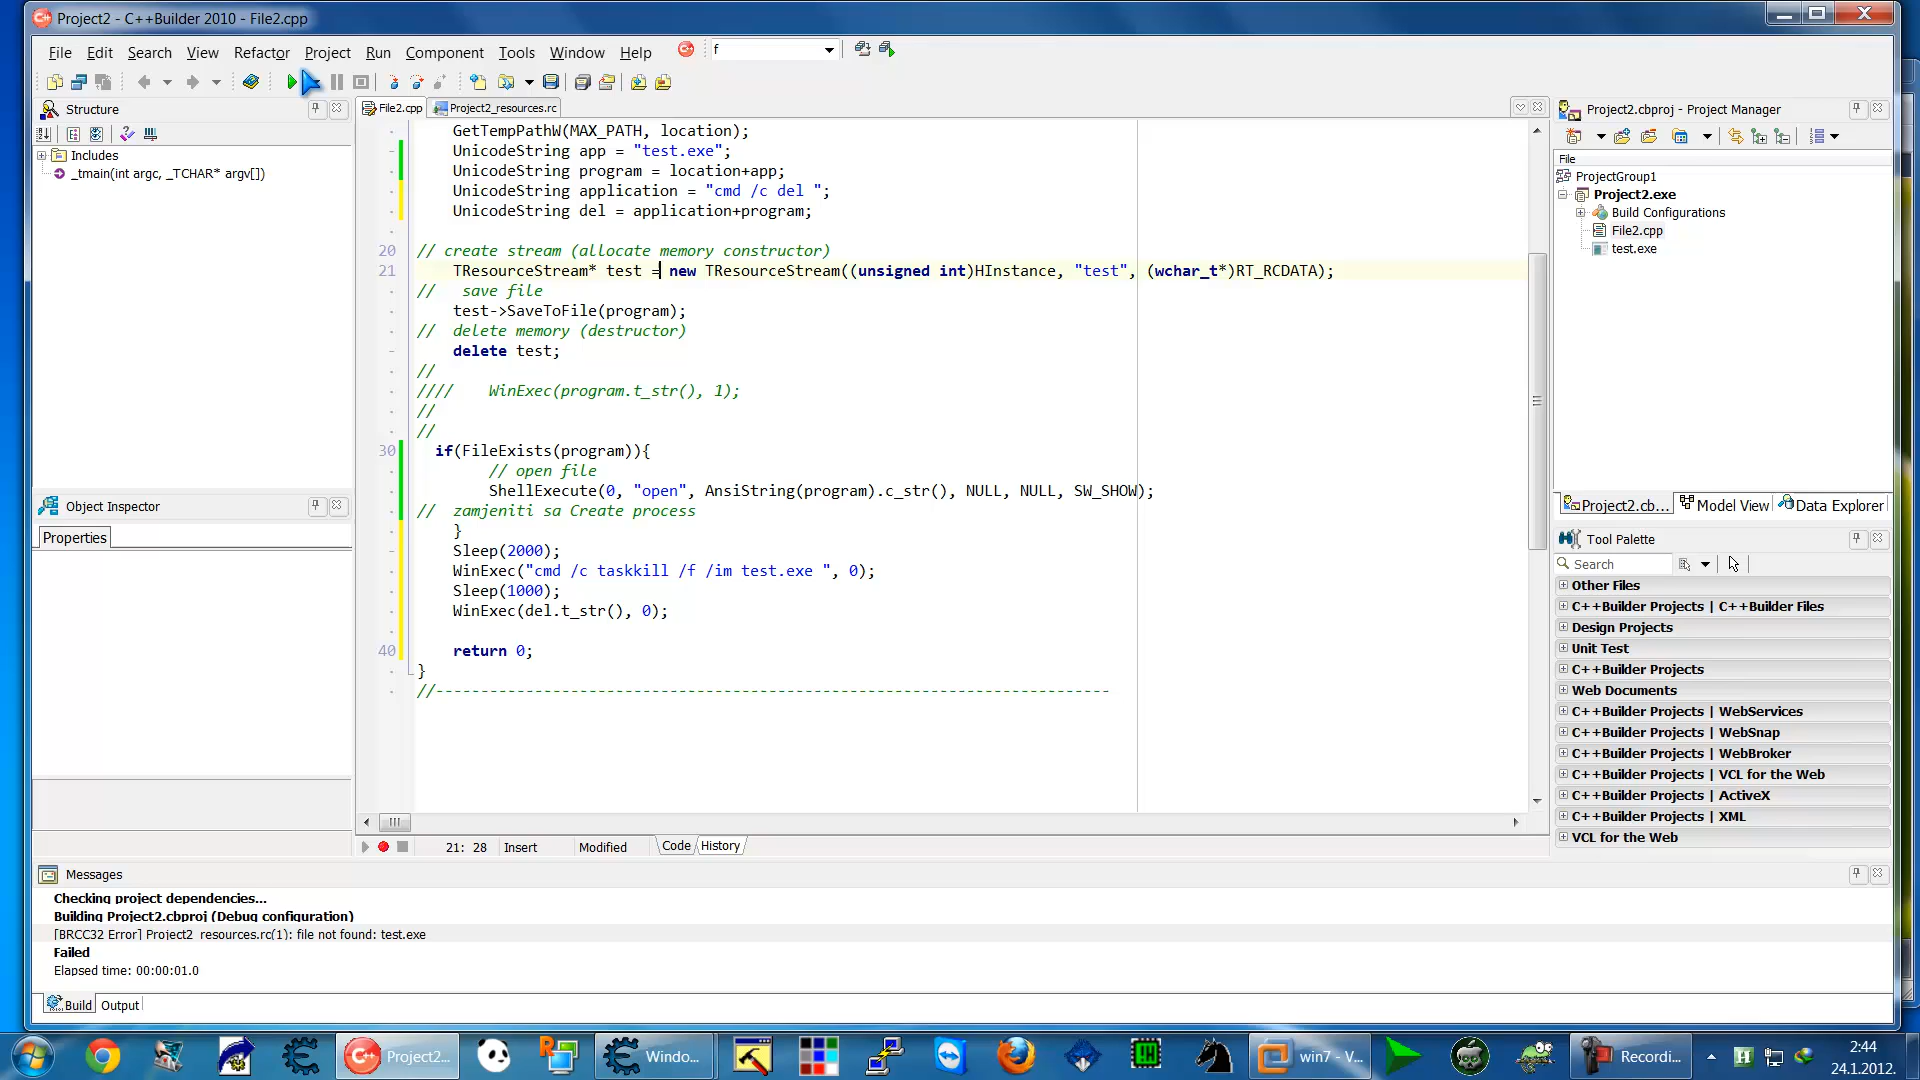 Project2 - C++Builder 2010 - File2.cpp
File Edit Search View Refactor Project Run Component Tools Window Help
f
Structure
File2.cpp Project2_resources.rc
Project2.cbproj - Project Manager
Includes
_tmain(int argc, _TCHAR* argv[])
GetTempPathW(MAX_PATH, location);
UnicodeString app = "test.exe";
UnicodeString program = location+app;
UnicodeString application = "cmd /c del ";
UnicodeString del = application+program;
20 // create stream (allocate memory constructor)
21 TResourceStream* test = new TResourceStream((unsigned int)HInstance, "test", (wchar_t*)RT_RCDATA);
// save file
test->SaveToFile(program);
// delete memory (destructor)
delete test;
//
//// WinExec(program.t_str(), 1);
//
//
30 if(FileExists(program)){
// open file
ShellExecute(0, "open", AnsiString(program).c_str(), NULL, NULL, SW_SHOW);
// zamjeniti sa Create process
}
Sleep(2000);
WinExec("cmd /c taskkill /f /im test.exe ", 0);
Sleep(1000);
WinExec(del.t_str(), 0);
40 return 0;
}
//---------------------------------------------------------------------------
File
ProjectGroup1
Project2.exe
Build Configurations
File2.cpp
test.exe
Project2.cb... Model View Data Explorer
Object Inspector
Properties
Tool Palette
Search
Other Files
C++Builder Projects | C++Builder Files
Design Projects
Unit Test
C++Builder Projects
Web Documents
C++Builder Projects | WebServices
C++Builder Projects | WebSnap
C++Builder Projects | WebBroker
C++Builder Projects | VCL for the Web
C++Builder Projects | ActiveX
C++Builder Projects | XML
VCL for the Web
21: 28 Insert Modified Code History
Messages
Checking project dependencies...
Building Project2.cbproj (Debug configuration)
[BRCC32 Error] Project2_resources.rc(1): file not found: test.exe
Failed
Elapsed time: 00:00:01.0
Build Output
Project2... Windo... win7 - V... Recordi...
2:44
24.1.2012.